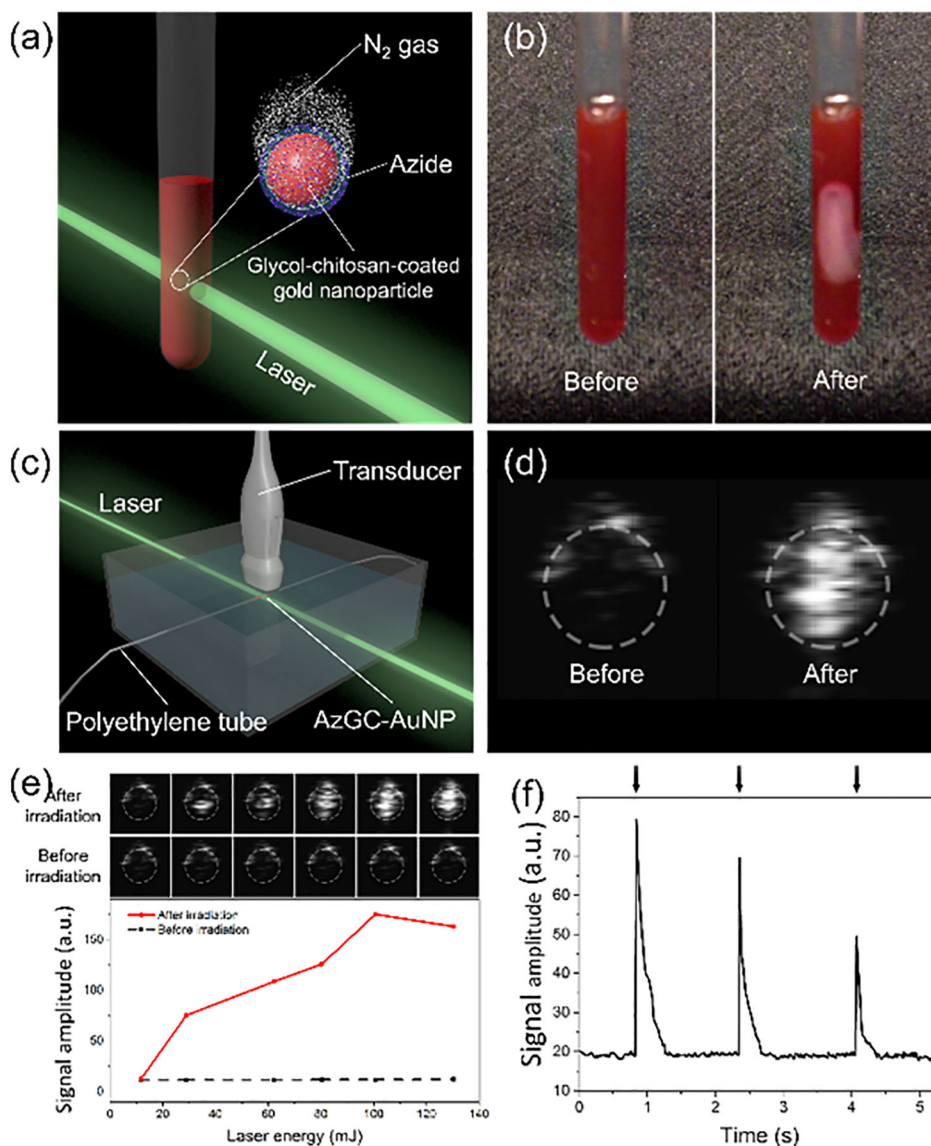 (a)
N₂ gas
Azide
Glycol-chitosan-coated
gold nanoparticle
Laser
(b)
Before
After
(c)
Transducer
Laser
Polyethylene tube
AzGC-AuNP
(d)
Before
After
(e)
After
irradiation
Before
irradiation
Signal amplitude (a.u.)
After irradiation
Before irradiation
150
100
50
0
0 20 40 60 80 100 120 140
Laser energy (mJ)
(f)
Signal amplitude (a.u.)
80
70
60
50
40
30
20
10
0 1 2 3 4 5
Time (s)